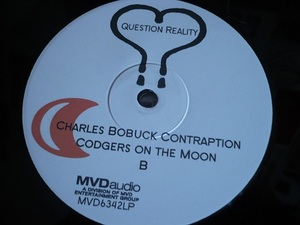 Question Reality
Charles Bobuck Contraption
Codgers on the Moon
B
MVDaudio
A DIVISION OF MVD
ENTERTAINMENT GROUP
MVD6342LP